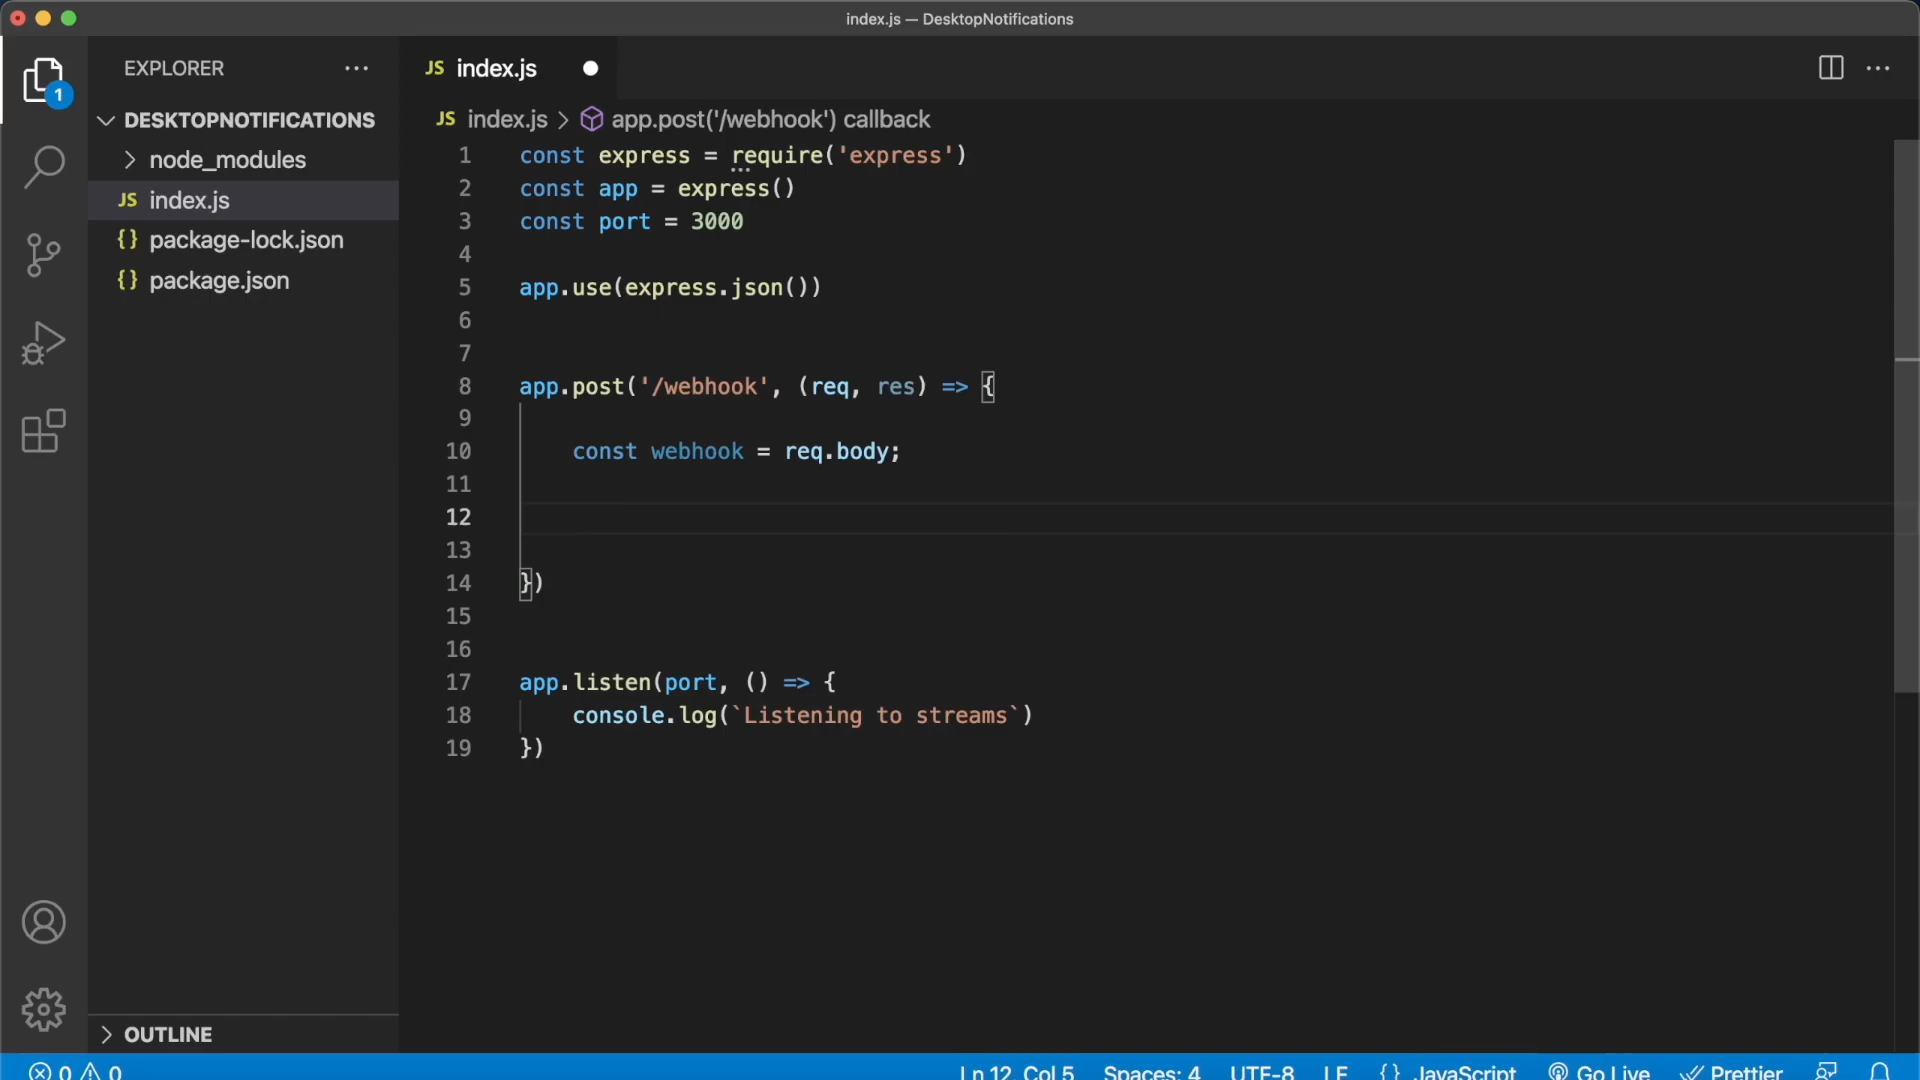 index.js — DesktopNotifications
EXPLORER
JS index.js
1
DESKTOPNOTIFICATIONS
node_modules
JS index.js
{} package-lock.json
{} package.json
JS index.js > app.post('/webhook') callback
1 const express = require('express')
2 const app = express()
3 const port = 3000
4
5 app.use(express.json())
6
7
8 app.post('/webhook', (req, res) => {
9
10 const webhook = req.body;
11
12
13
14 })
15
16
17 app.listen(port, () => {
18 console.log(`Listening to streams`)
19 })
OUTLINE
0 0 Ln 12, Col 5 Spaces: 4 UTF-8 LF {} JavaScript Go Live Prettier